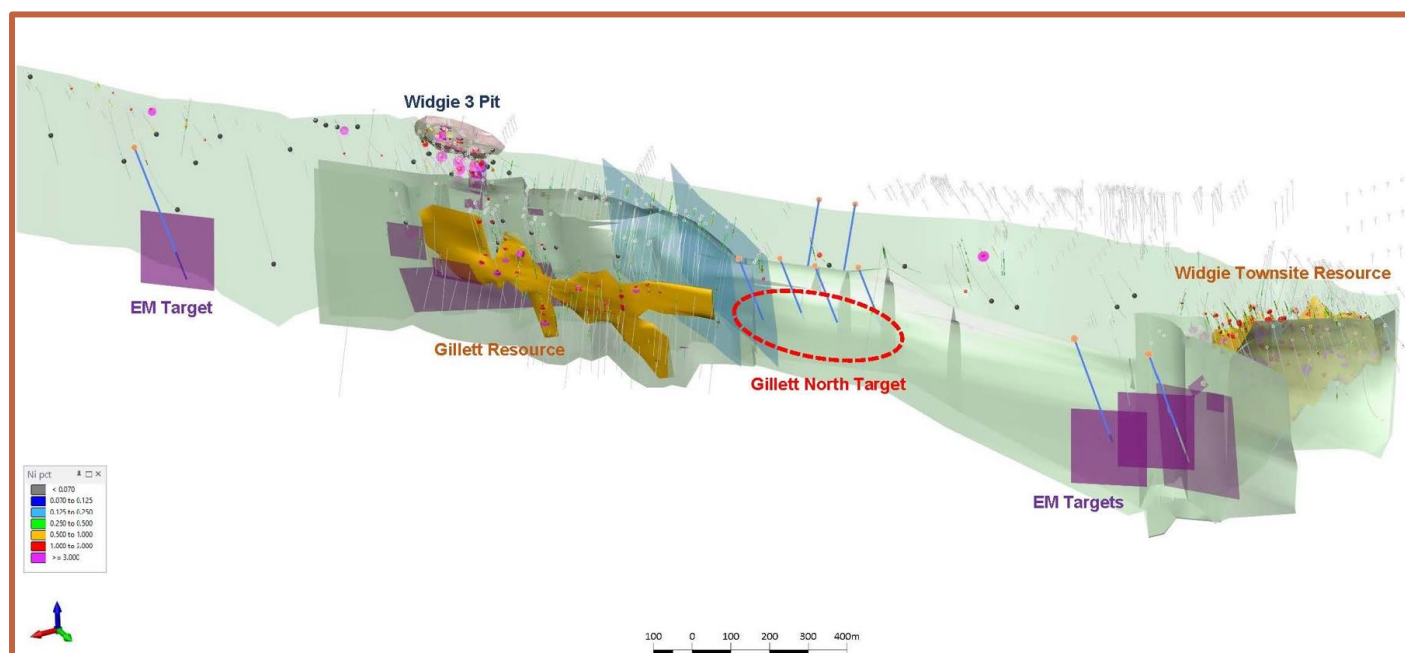 Widgie 3 Pit
Widgie Townsite Resource
EM Target
Gillett Resource
Gillett North Target
EM Targets
Ni pct
< 0.070
0.070 to 0.125
0.125 to 0.250
0.250 to 0.500
0.500 to 1.000
1.000 to 3.000
>= 3.000
100 0 100 200 300 400m